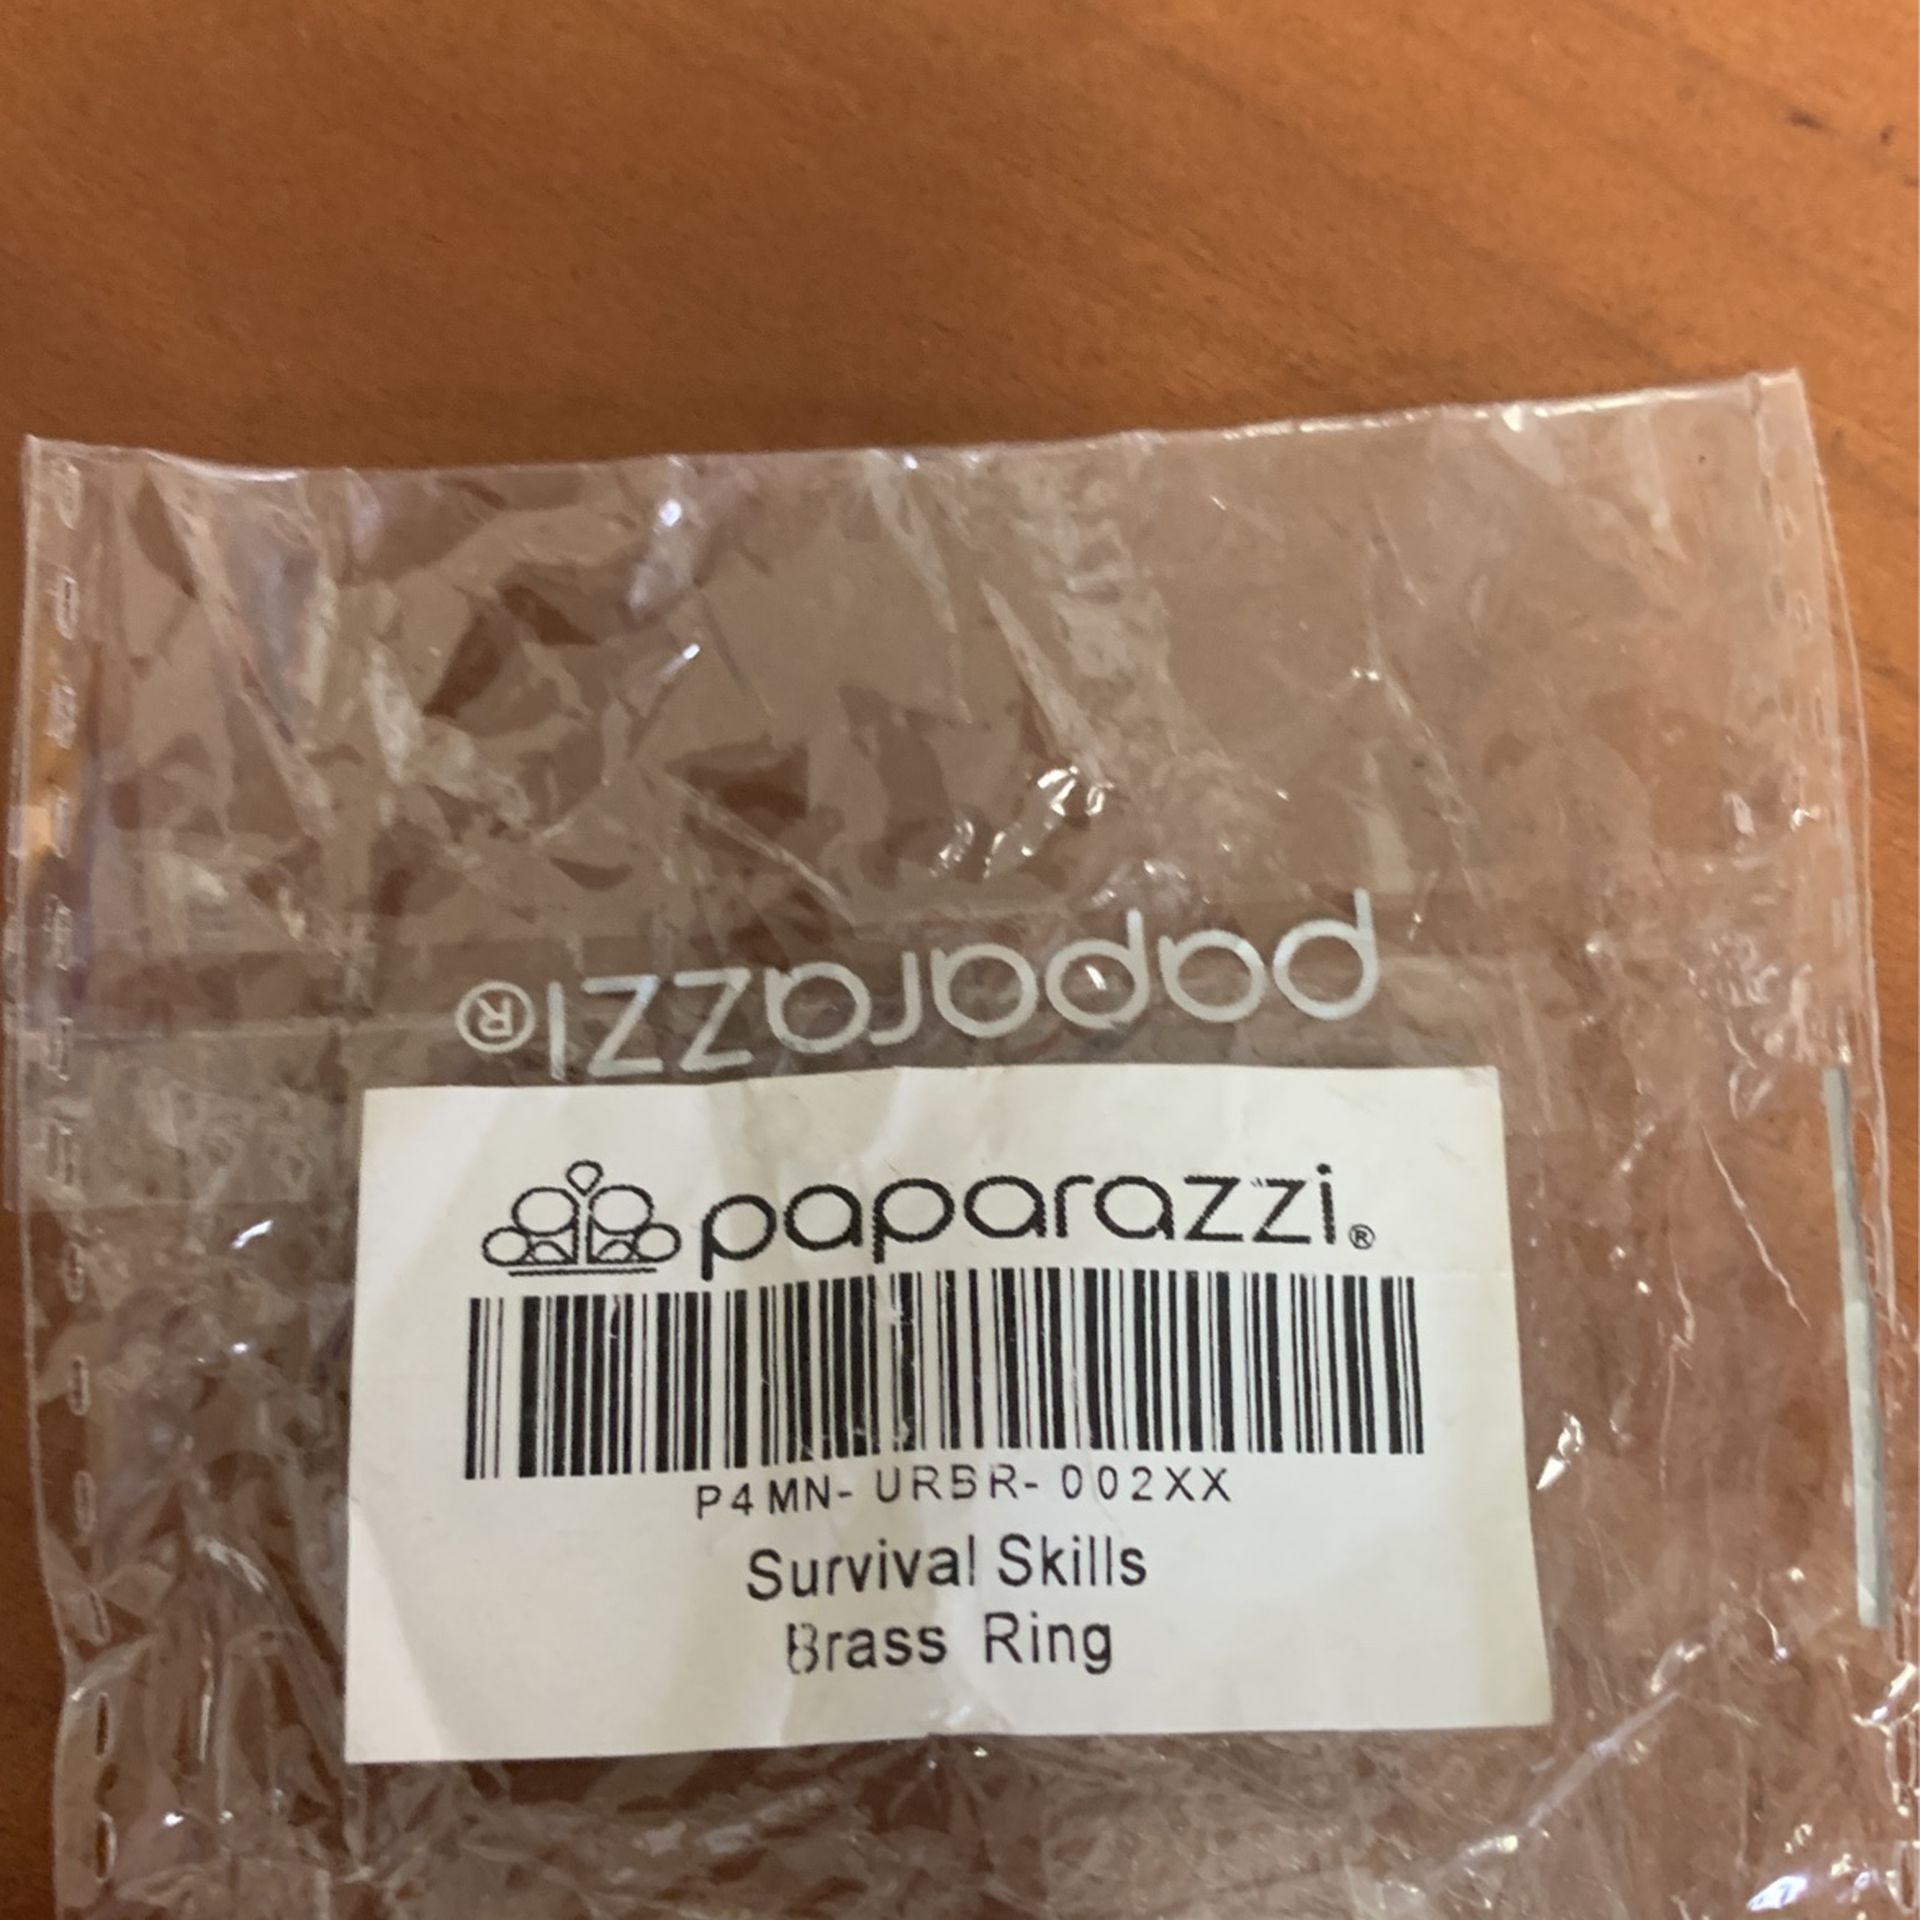 paparazzi®
paparazzi®
P4MN-URBR-002XX
Survival Skills
Brass Ring